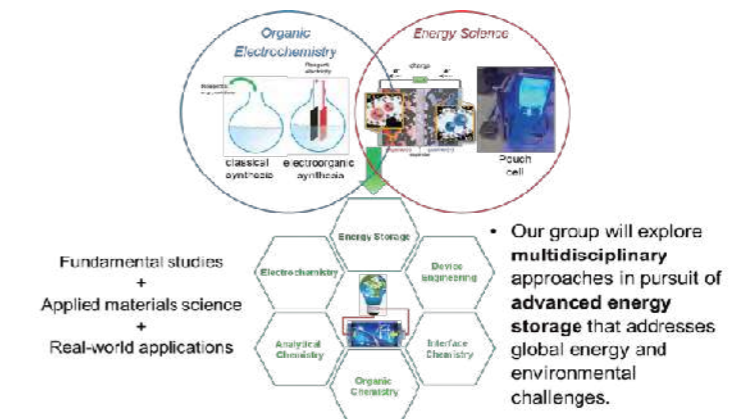 Organic
Electrochemistry
Energy Science
electricity
charge
classical
synthesis
electroorganic
synthesis
Pouch
cell
Energy Storage
Electrochemistry
Device
Engineering
Analytical
Chemistry
Interface
Chemistry
Organic
Chemistry
Fundamental studies
+
Applied materials science
+
Real-world applications
• Our group will explore
multidisciplinary
approaches in pursuit of
advanced energy
storage that addresses
global energy and
environmental
challenges.